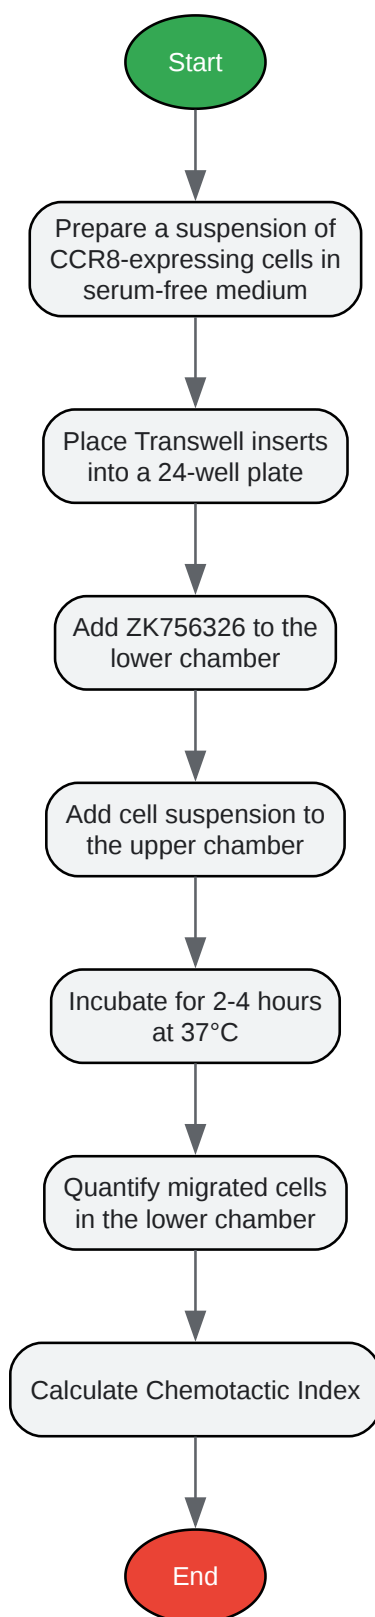 Start
Prepare a suspension of
CCR8-expressing cells in
serum-free medium
Place Transwell inserts
into a 24-well plate
Add ZK756326 to the
lower chamber
Add cell suspension to
the upper chamber
Incubate for 2-4 hours
at 37°C
Quantify migrated cells
in the lower chamber
Calculate Chemotactic Index
End